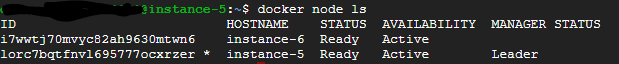 @instance-5:~$ docker node ls
ID HOSTNAME STATUS AVAILABILITY MANAGER STATUS
i7wwtj70mvyc82ah9630mtwn6 instance-6 Ready Active
lorc7bqtfnvl695777ocxrzer * instance-5 Ready Active Leader